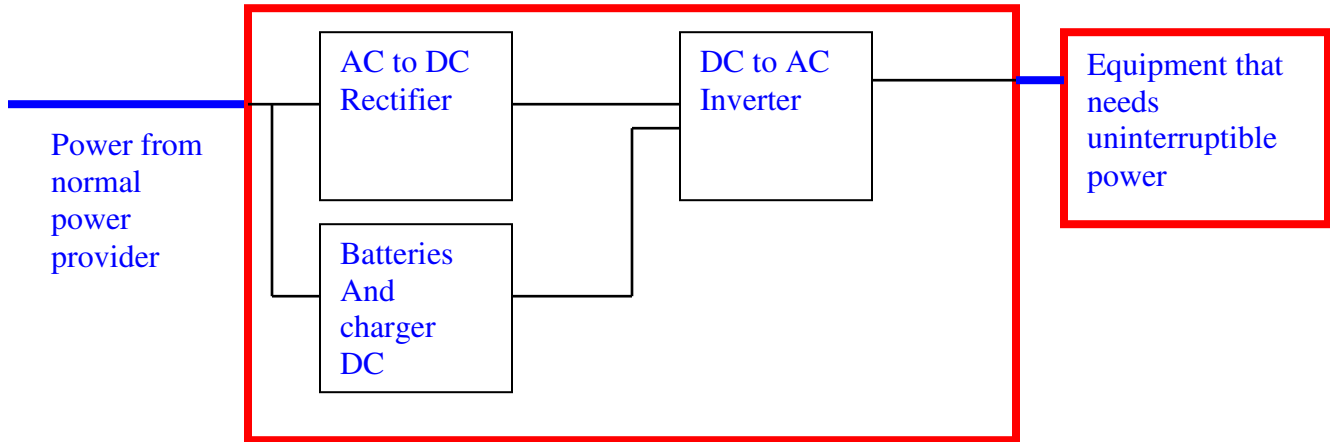 Power from
normal
power
provider
AC to DC
Rectifier
Batteries
And
charger
DC
DC to AC
Inverter
Equipment that
needs
uninterruptible
power